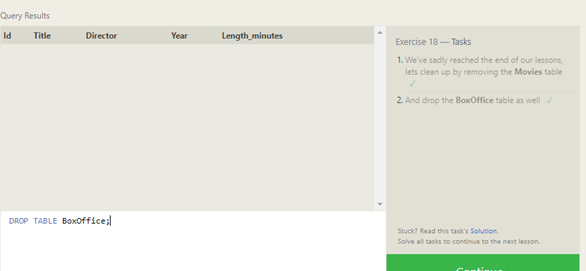 Query Results
Id Title Director Year Length_minutes
Exercise 18 — Tasks
1. We've sadly reached the end of our lessons,
lets clean up by removing the Movies table
✓
2. And drop the BoxOffice table as well ✓
DROP TABLE BoxOffice;
Stuck? Read this task's Solution.
Solve all tasks to continue to the next lesson.
Continue